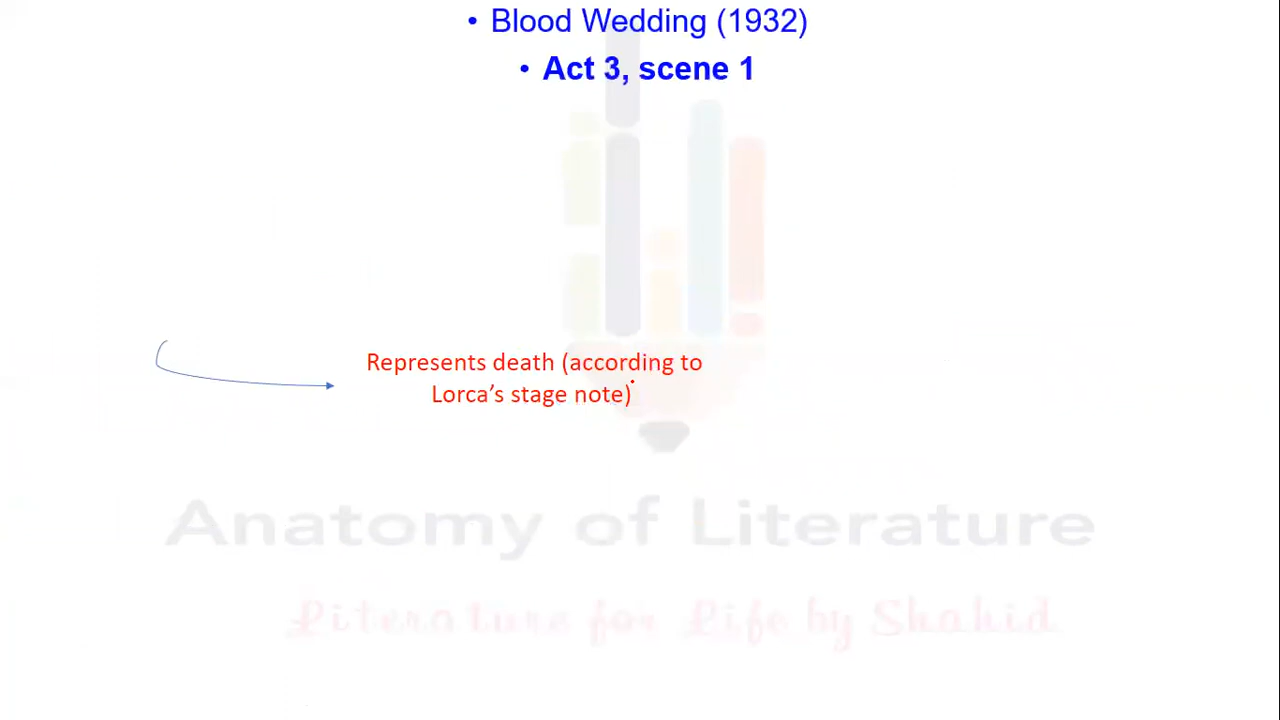 • Blood Wedding (1932)
• Act 3, scene 1
Represents death (according to
Lorca’s stage note)
Anatomy of Literature
Literature for Life by Shahid